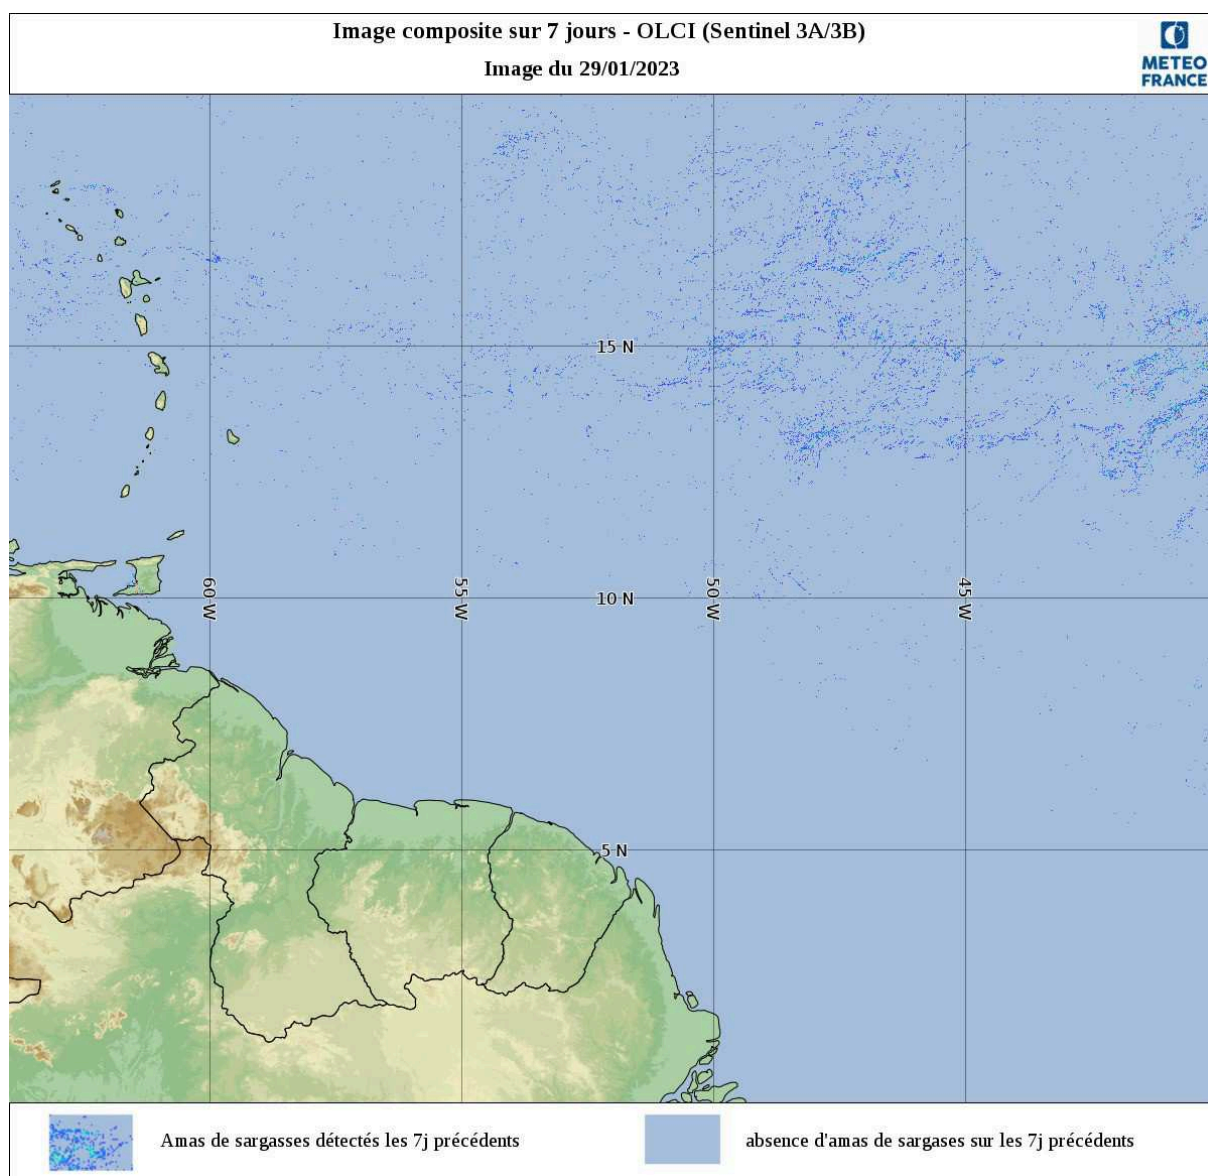 Image composite sur 7 jours - OLCI (Sentinel 3A/3B)
Image du 29/01/2023
METEO
FRANCE
15 N
60 W
55 W
10 N
50 W
45 W
5 N
Amas de sargasses détectés les 7j précédents
absence d'amas de sargases sur les 7j précédents